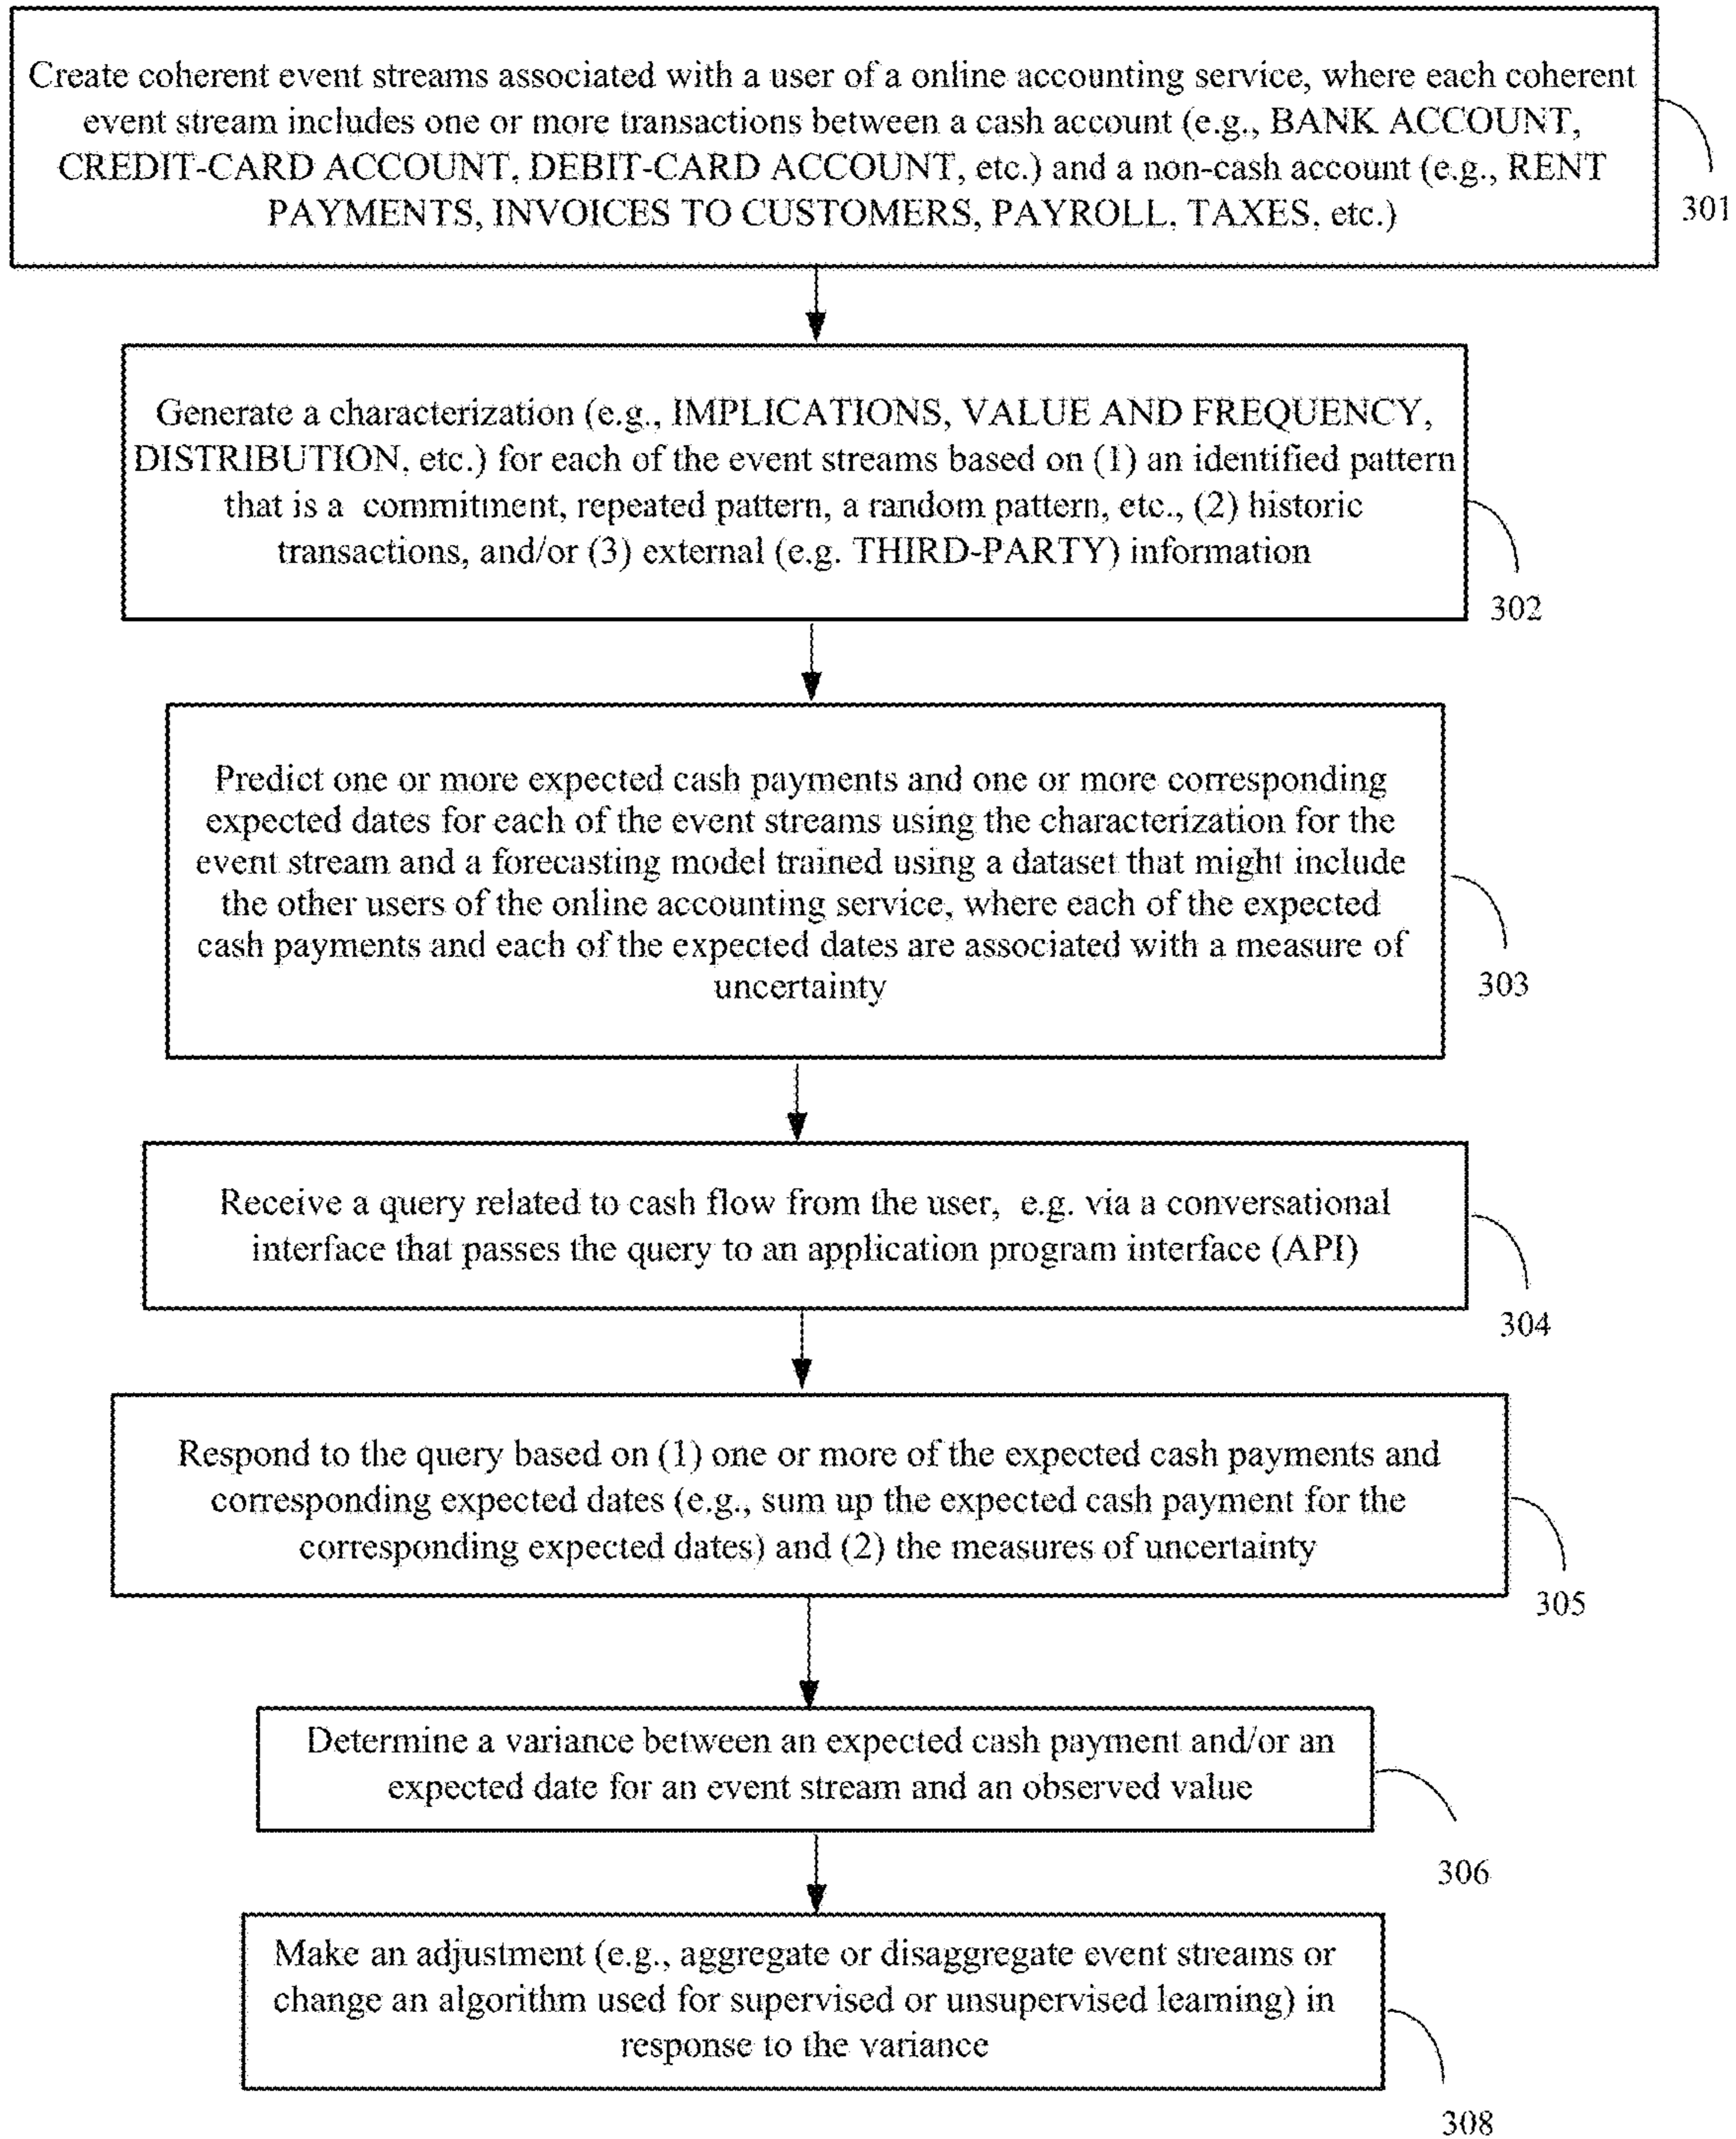 Create coherent event streams associated with a user of a online accounting service, where each coherent
event stream includes one or more transactions between a cash account (e.g., BANK ACCOUNT,
CREDIT-CARD ACCOUNT, DEBIT-CARD ACCOUNT, etc.) and a non-cash account (e.g., RENT
PAYMENTS, INVOICES TO CUSTOMERS, PAYROLL, TAXES, etc.)
301
Generate a characterization (e.g., IMPLICATIONS, VALUE AND FREQUENCY,
DISTRIBUTION, etc.) for each of the event streams based on (1) an identified pattern
that is a commitment, repeated pattern, a random pattern, etc., (2) historic
transactions, and/or (3) external (e.g. THIRD-PARTY) information
302
Predict one or more expected cash payments and one or more corresponding
expected dates for each of the event streams using the characterization for the
event stream and a forecasting model trained using a dataset that might include
the other users of the online accounting service, where each of the expected
cash payments and each of the expected dates are associated with a measure of
uncertainty
303
Receive a query related to cash flow from the user, e.g. via a conversational
interface that passes the query to an application program interface (API)
304
Respond to the query based on (1) one or more of the expected cash payments and
corresponding expected dates (e.g., sum up the expected cash payment for the
corresponding expected dates) and (2) the measures of uncertainty
305
Determine a variance between an expected cash payment and/or an
expected date for an event stream and an observed value
306
Make an adjustment (e.g., aggregate or disaggregate event streams or
change an algorithm used for supervised or unsupervised learning) in
response to the variance
308